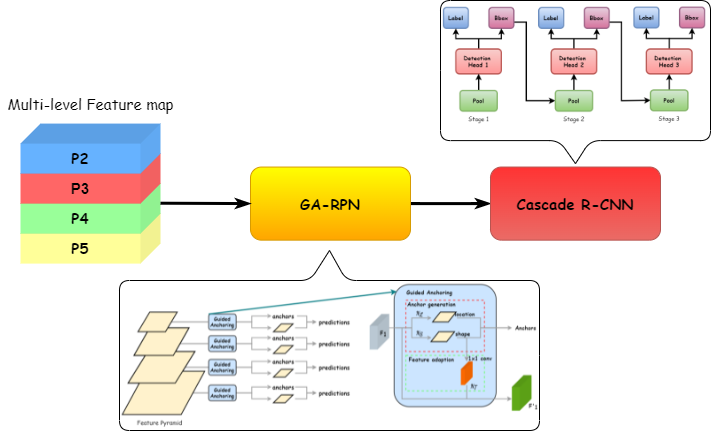 Label
Bbox
Label
Bbox
Label
Bbox
Detection
Head 1
Detection
Head 2
Detection
Head 3
Pool
Pool
Pool
Stage 1
Stage 2
Stage 3
Multi-level Feature map
P2
P3
P4
P5
GA-RPN
Cascade R-CNN
Guided
Anchoring
anchors
predictions
Guided
Anchoring
anchors
predictions
Guided
Anchoring
anchors
predictions
Guided
Anchoring
anchors
predictions
Feature Pyramid
Guided Anchoring
Anchor generation
location
shape
Anchors
1x1 conv
Feature adaption